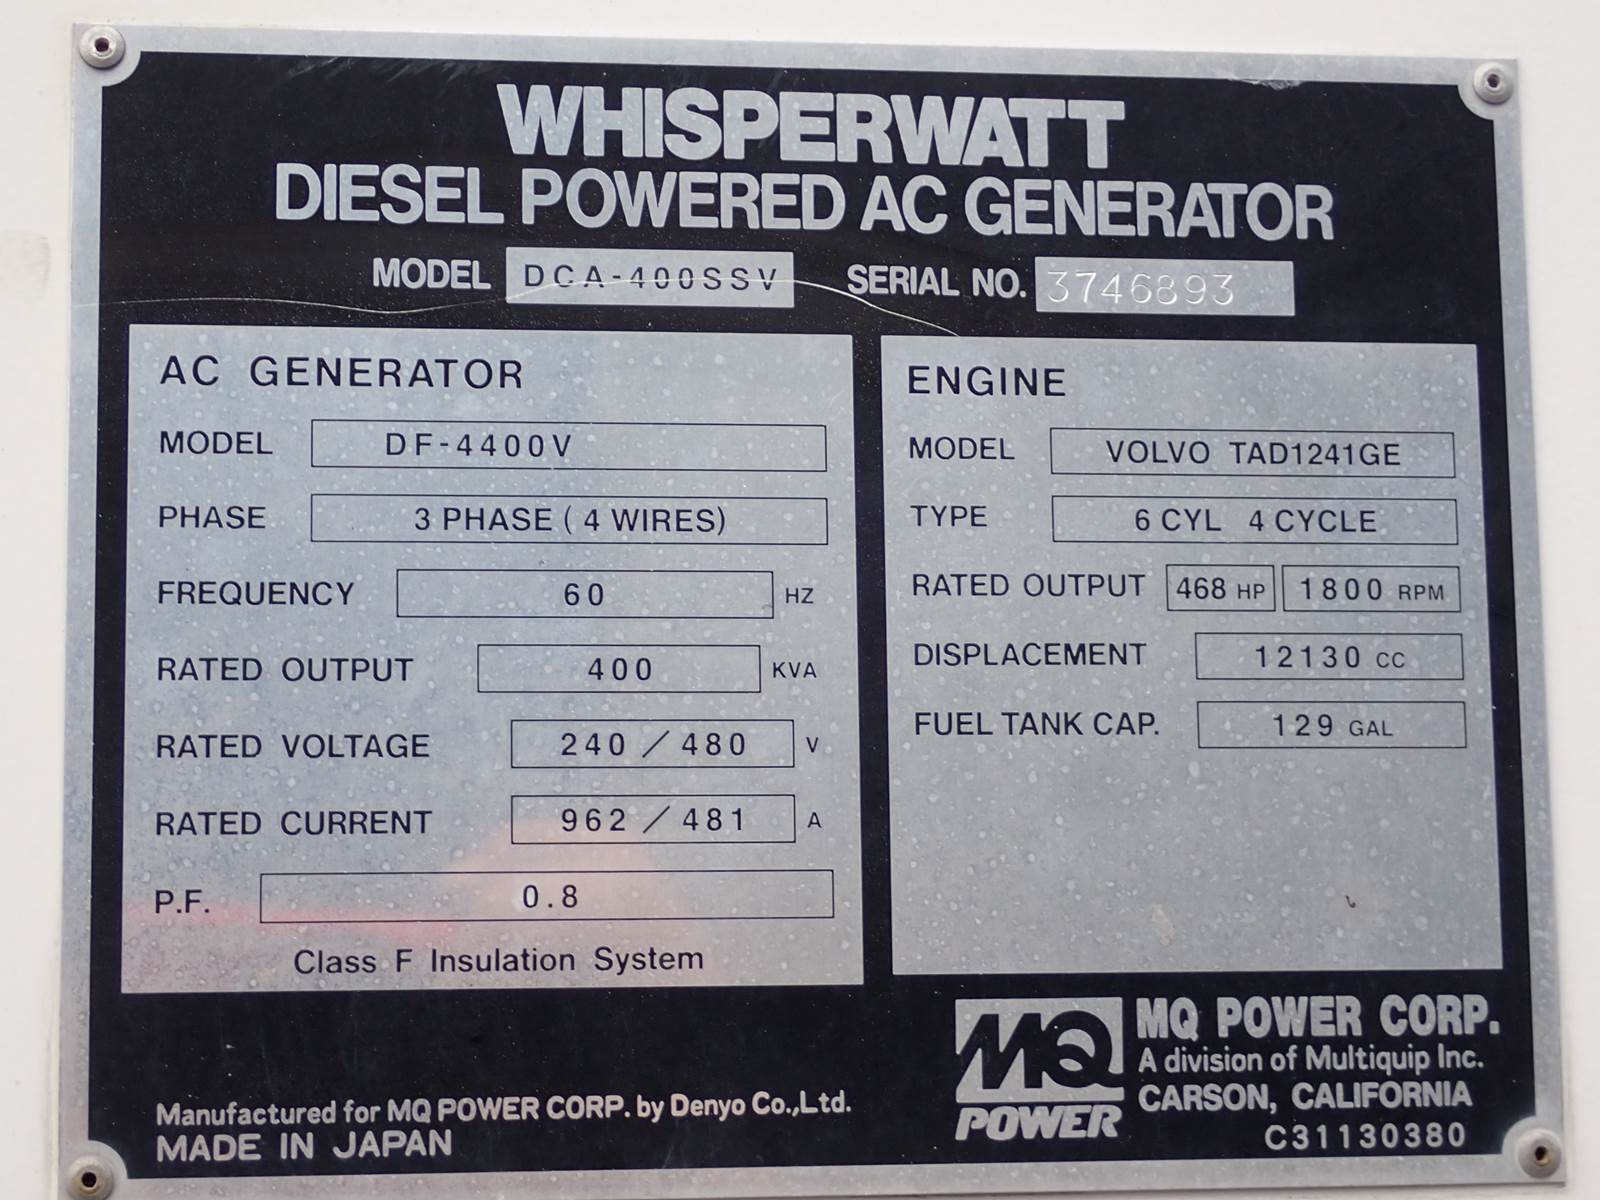 WHISPERWATT
DIESEL POWERED AC GENERATOR
MODEL DCA-400SSV SERIAL NO. 3746893
AC GENERATOR
MODEL DF-4400V
PHASE 3 PHASE ( 4 WIRES)
FREQUENCY 60 HZ
RATED OUTPUT 400 KVA
RATED VOLTAGE 240 / 480 V
RATED CURRENT 962 / 481 A
P.F. 0.8
Class F Insulation System
ENGINE
MODEL VOLVO TAD1241GE
TYPE 6 CYL 4 CYCLE
RATED OUTPUT 468 HP 1800 RPM
DISPLACEMENT 12130 CC
FUEL TANK CAP. 129 GAL
Manufactured for MQ POWER CORP. by Denyo Co.,Ltd.
MADE IN JAPAN
MQ
POWER
MQ POWER CORP.
A division of Multiquip Inc.
CARSON, CALIFORNIA
C31130380